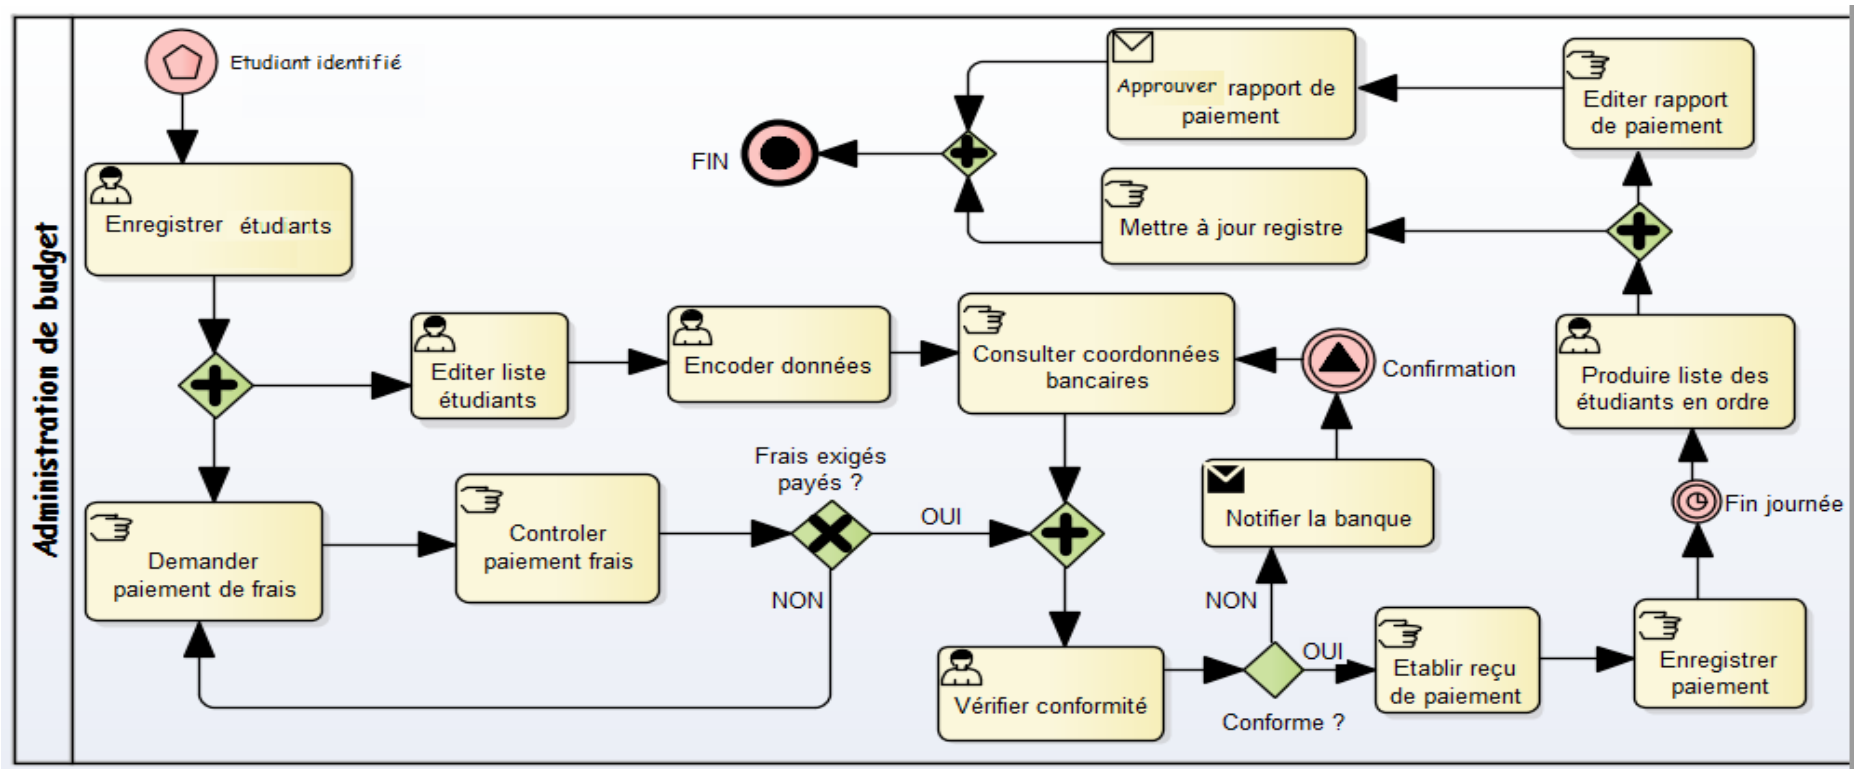 Administration de budget
Etudiant identifié
Enregistrer étudiants
FIN
Approuver rapport de
paiement
Editer rapport
de paiement
Mettre à jour registre
Editer liste
étudiants
Encoder données
Consulter coordonnées
bancaires
Confirmation
Produire liste des
étudiants en ordre
Frais exigés
payés ?
Demander
paiement de frais
Controler
paiement frais
OUI
NON
Notifier la banque
Fin journée
NON
Vérifier conformité
OUI
Conforme ?
Etablir reçu
de paiement
Enregistrer
paiement